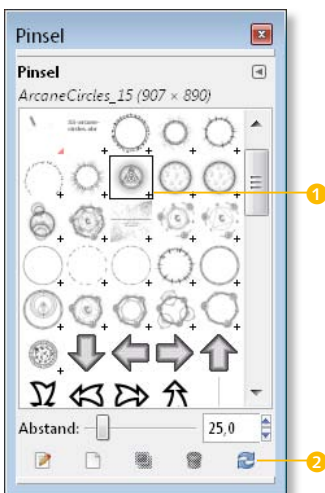 Pinsel
Pinsel
ArcaneCircles_15 (907 × 890)
1
Abstand:
25,0
2